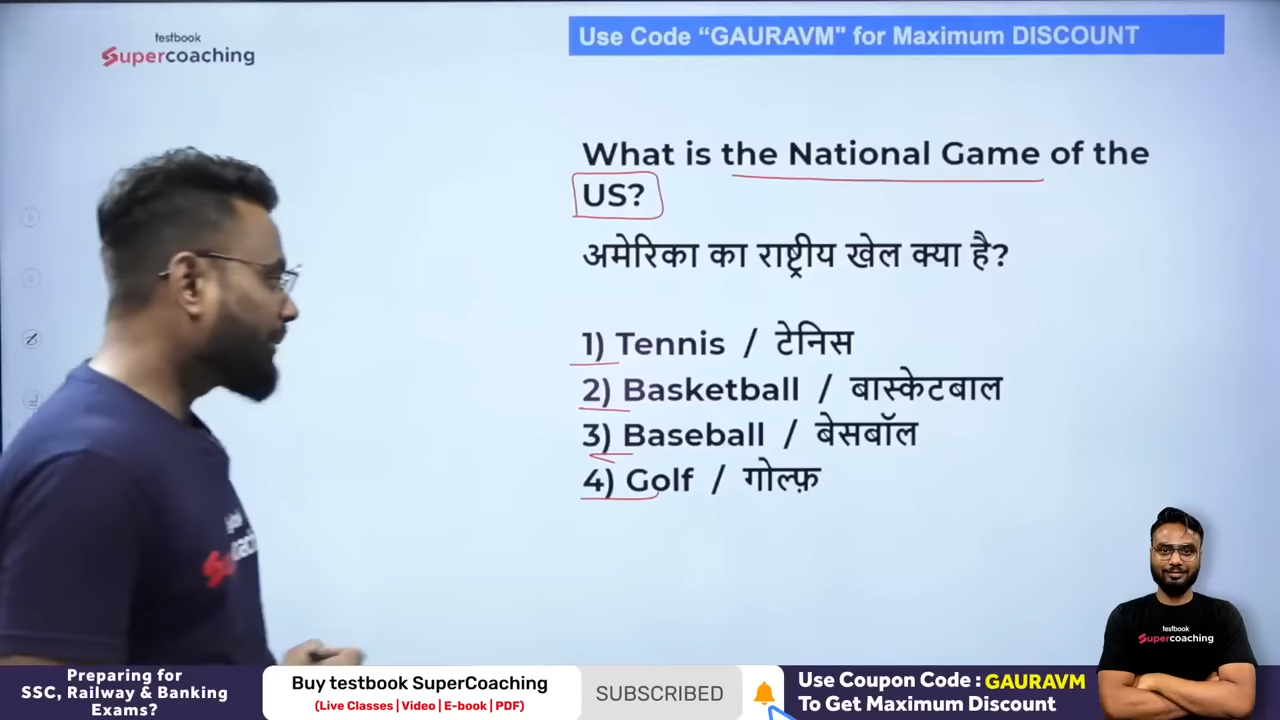 testbook
Supercoaching
Use Code “GAURAVM" for Maximum DISCOUNT
What is the National Game of the
US?
अमेरिका का राष्ट्रीय खेल क्या है?
1) Tennis / टेनिस
2) Basketball / बास्केटबाल
3) Baseball / बेसबॉल
4) Golf / गोल्फ़
testbook
Supercoaching
Preparing for
SSC, Railway & Banking
Exams?
Buy testbook SuperCoaching
(Live Classes | Video | E-book | PDF)
SUBSCRIBED
Use Coupon Code : GAURAVM
To Get Maximum Discount